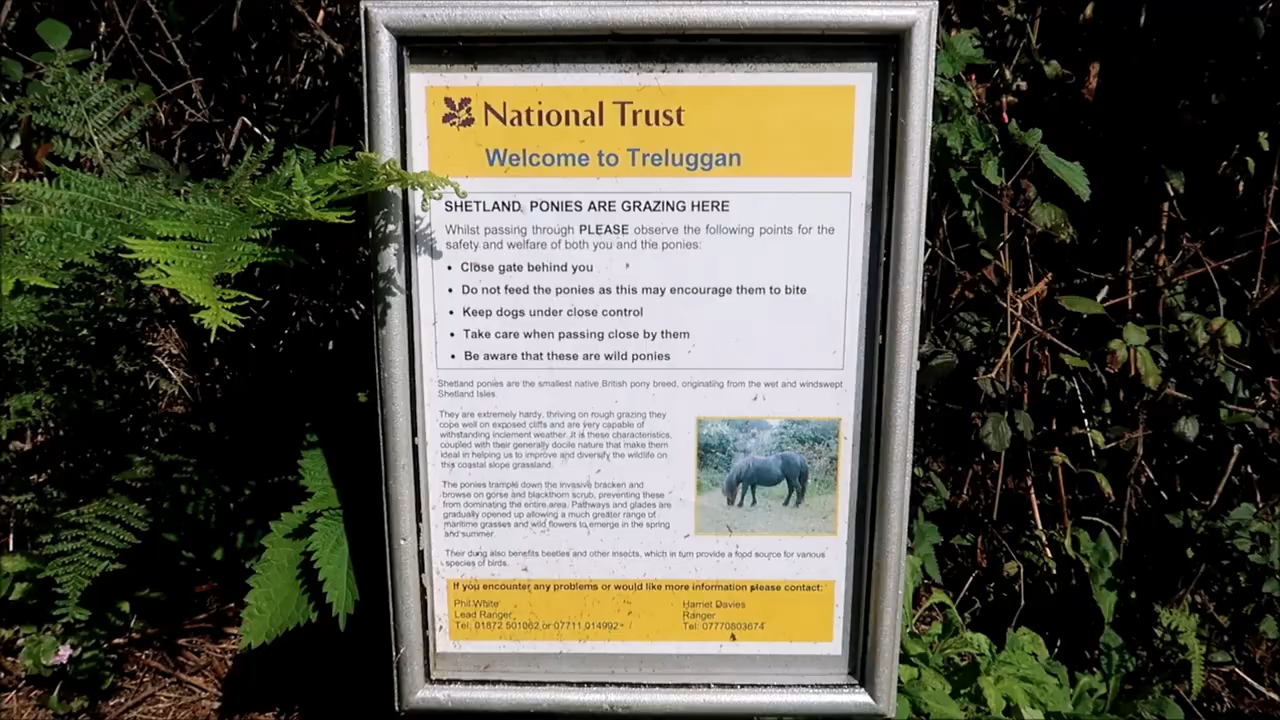 National Trust
Welcome to Treluggan
SHETLAND PONIES ARE GRAZING HERE
Whilst passing through PLEASE observe the following points for the
safety and welfare of both you and the ponies:
• Close gate behind you
• Do not feed the ponies as this may encourage them to bite
• Keep dogs under close control
• Take care when passing close by them
• Be aware that these are wild ponies
Shetland ponies are the smallest native British pony breed, originating from the wet and windswept
Shetland Isles.
They are extremely hardy, thriving on rough grazing they
cope well on exposed cliffs and are very capable of
withstanding inclement weather. It is these characteristics,
coupled with their generally docile nature that make them
ideal in helping us to improve and diversify the wildlife on
this coastal slope grassland.
The ponies trample down the invasive bracken and
browse on gorse and blackthorn scrub, preventing these
from dominating the entire area. Pathways and glades are
gradually opened up allowing a much greater range of
maritime grasses and wild flowers to emerge in the spring
and summer.
Their dung also benefits beetles and other insects, which in turn provide a food source for various
species of birds.
If you encounter any problems or would like more information please contact:
Phil White
Lead Ranger
Tel: 01872 501062 or 07711 014992
Harriet Davies
Ranger
Tel: 07770803674